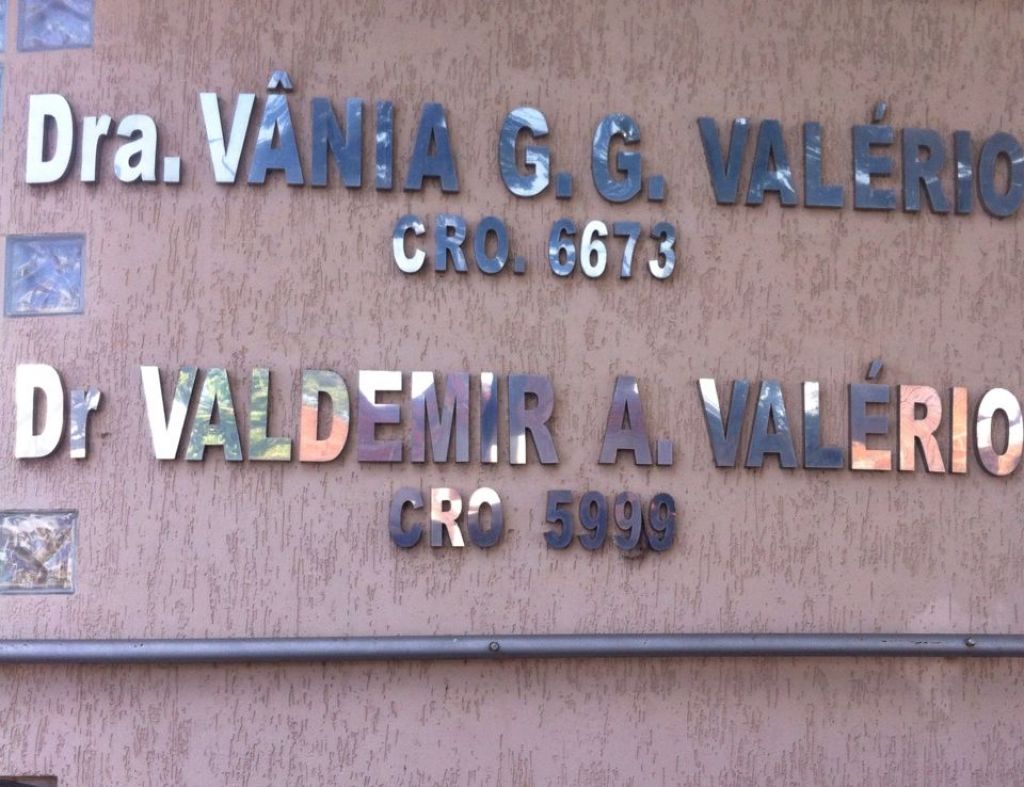 Dra. VÂNIA G. G. VALÉRIO
CRO. 6673
Dr VALDEMIR A. VALÉRIO
CRO 5999